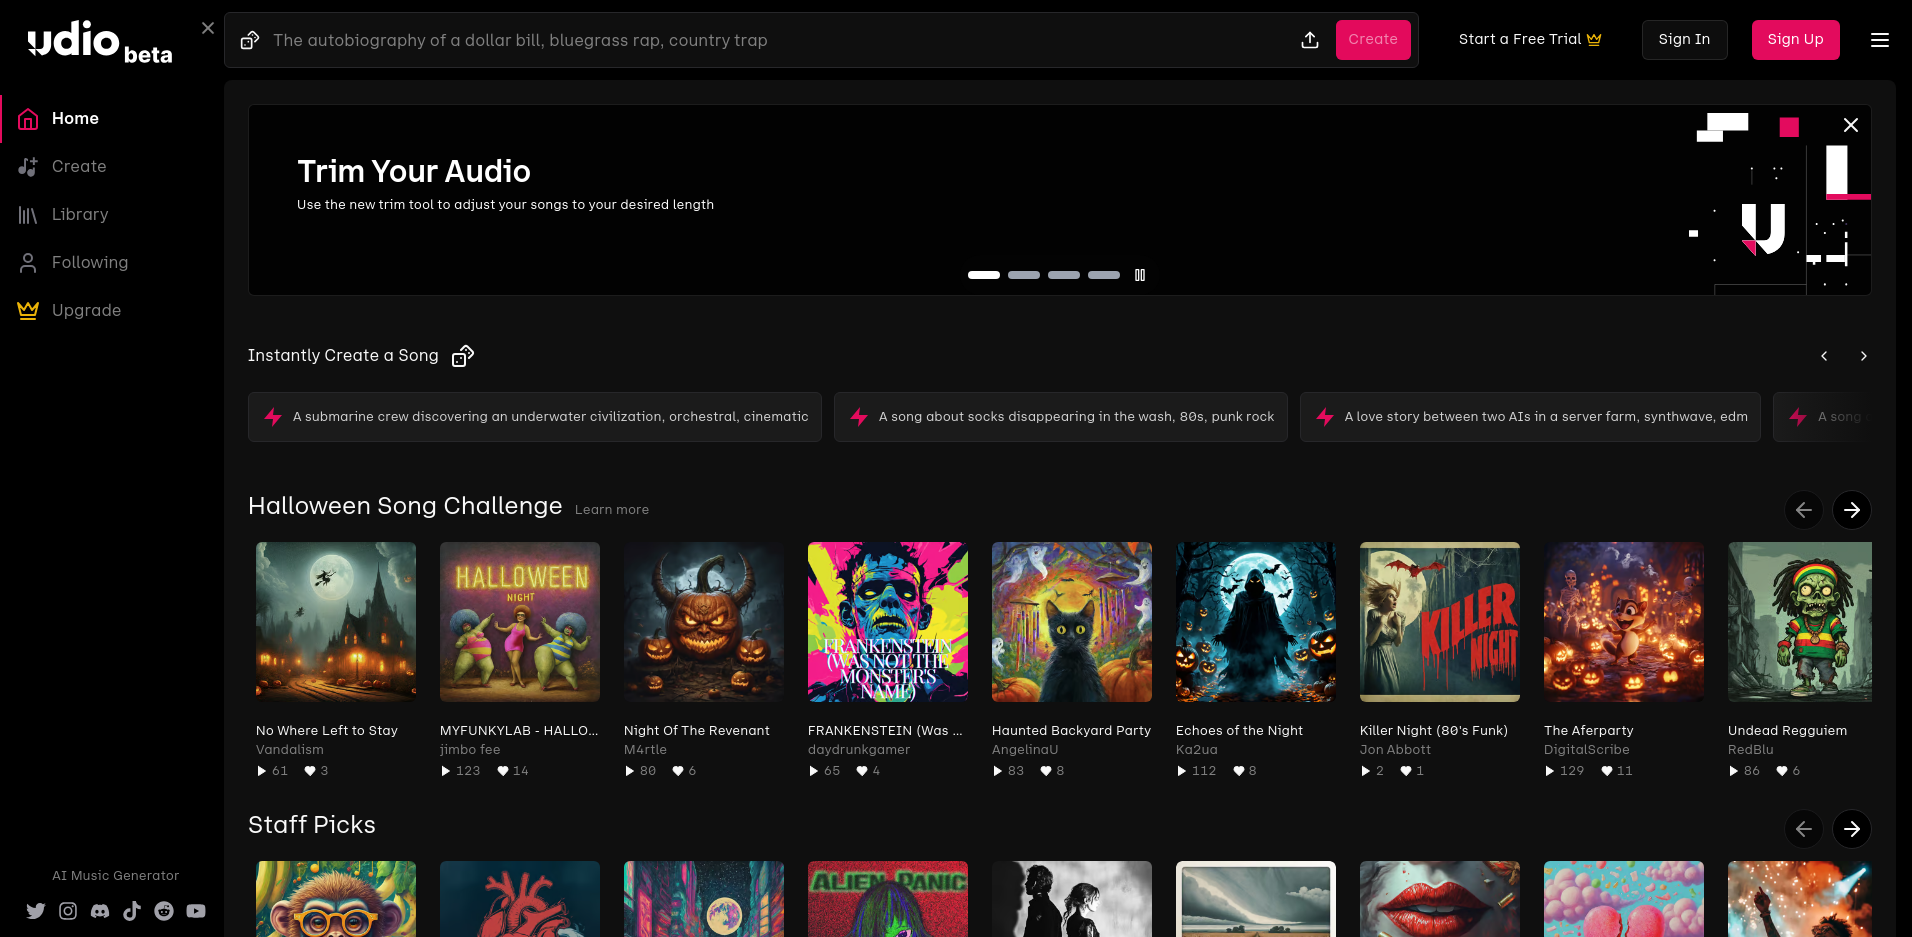 udio beta
The autobiography of a dollar bill, bluegrass rap, country trap
Create
Start a Free Trial
Sign In
Sign Up
Home
Create
Library
Following
Upgrade
Trim Your Audio
Use the new trim tool to adjust your songs to your desired length
Instantly Create a Song
A submarine crew discovering an underwater civilization, orchestral, cinematic
A song about socks disappearing in the wash, 80s, punk rock
A love story between two AIs in a server farm, synthwave, edm
A song
Halloween Song Challenge
Learn more
HALLOWEEN
NIGHT
FRANKENSTEIN
(WAS NOT THE
MONSTER'S
NAME)
KILLER
NIGHT
No Where Left to Stay
Vandalism
61 3
MYFUNKYLAB - HALLO...
jimbo fee
123 14
Night Of The Revenant
M4rtle
80 6
FRANKENSTEIN (Was ...
daydrunkgamer
65 4
Haunted Backyard Party
AngelinaU
83 8
Echoes of the Night
Ka2ua
112 8
Killer Night (80's Funk)
Jon Abbott
2 1
The Aferparty
DigitalScribe
129 11
Undead Regguiem
RedBlu
86 6
Staff Picks
ALIEN PANIC
AI Music Generator